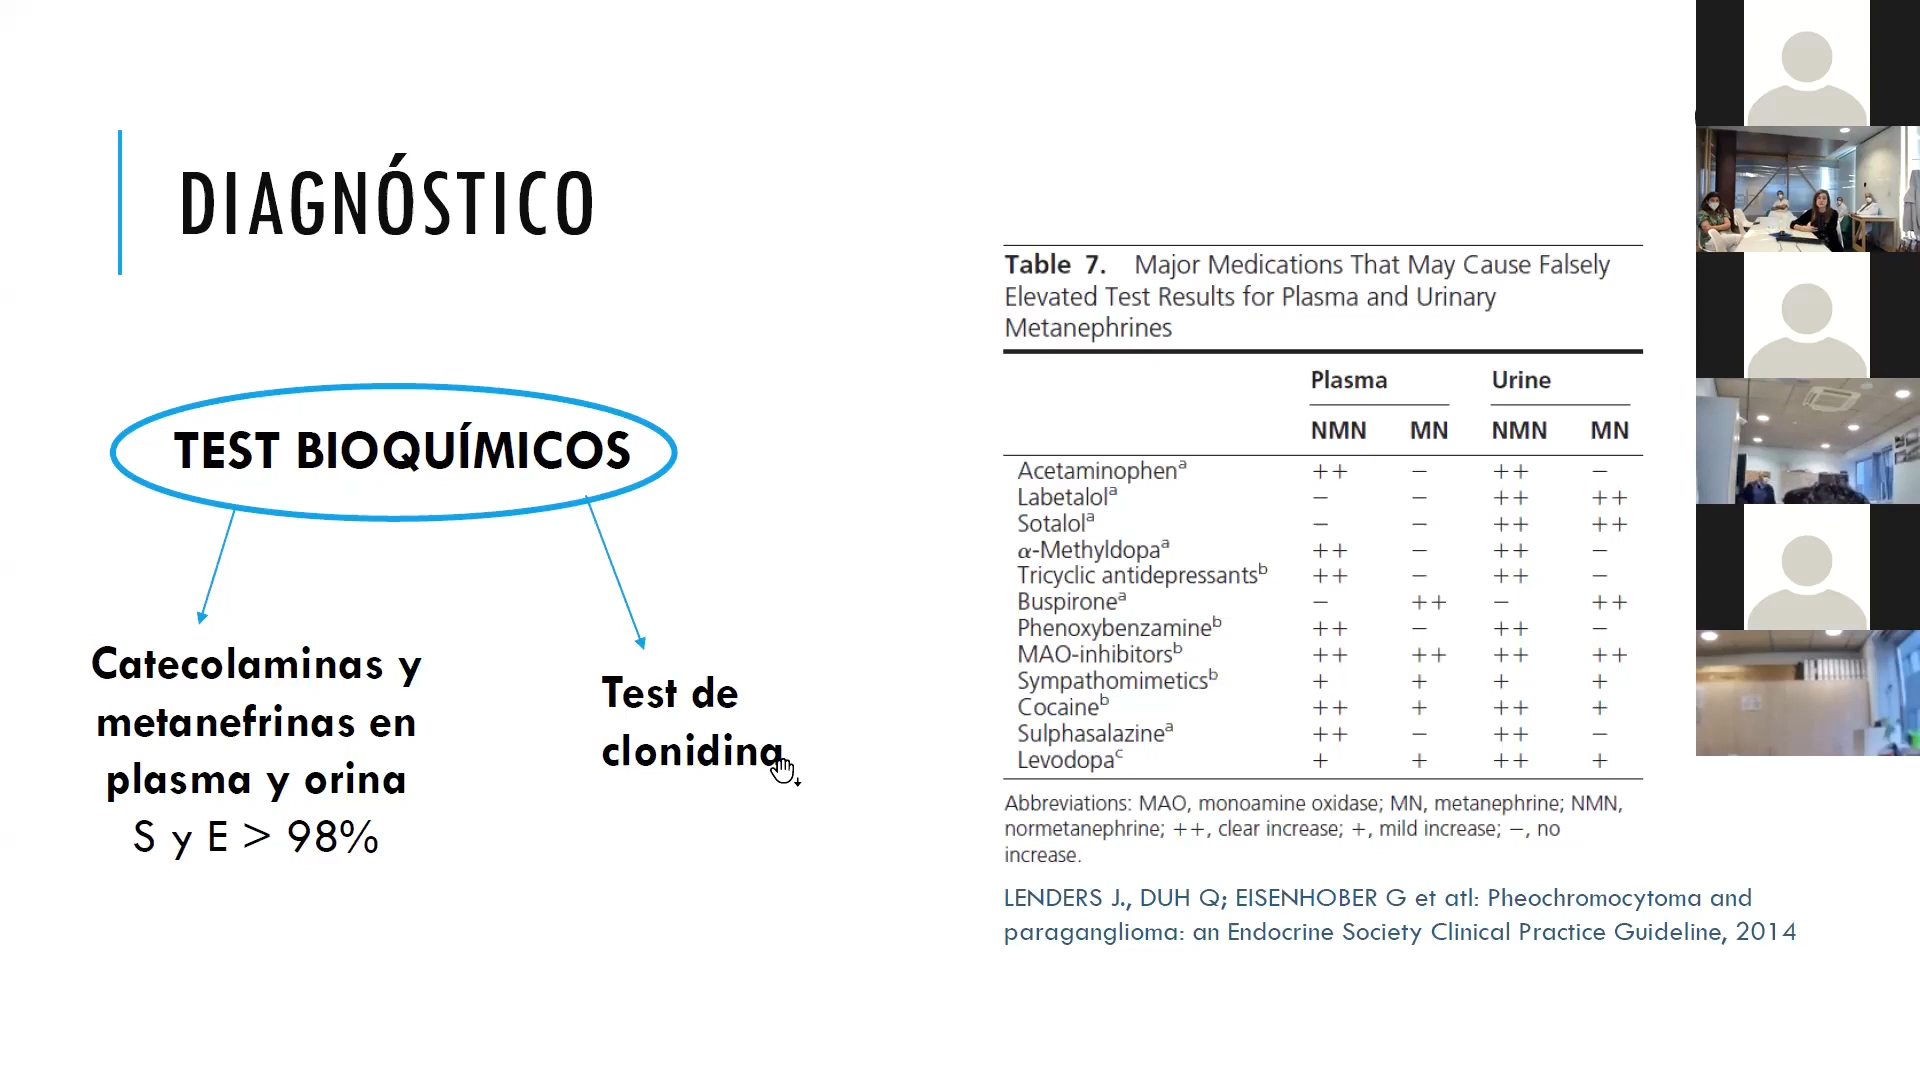 DIAGNÓSTICO
TEST BIOQUÍMICOS
Catecolaminas y
metanefrinas en
plasma y orina
S y E > 98%
Test de
clonidina
Table 7. Major Medications That May Cause Falsely
Elevated Test Results for Plasma and Urinary
Metanephrines
Plasma Urine
NMN MN NMN MN
Acetaminophenᵃ ++ − ++ −
Labetalolᵃ − − ++ ++
Sotalolᵃ − − ++ ++
α-Methyldopaᵃ ++ − ++ −
Tricyclic antidepressantsᵇ ++ − ++ −
Buspironeᵃ − ++ − ++
Phenoxybenzamineᵇ ++ − ++ −
MAO-inhibitorsᵇ ++ ++ ++ ++
Sympathomimeticsᵇ + + + +
Cocaineᵇ ++ + ++ +
Sulphasalazineᵃ ++ − ++ −
Levodopaᶜ + + ++ +
Abbreviations: MAO, monoamine oxidase; MN, metanephrine; NMN,
normetanephrine; ++, clear increase; +, mild increase; −, no
increase.
LENDERS J., DUH Q; EISENHOBER G et atl: Pheochromocytoma and
paraganglioma: an Endocrine Society Clinical Practice Guideline, 2014